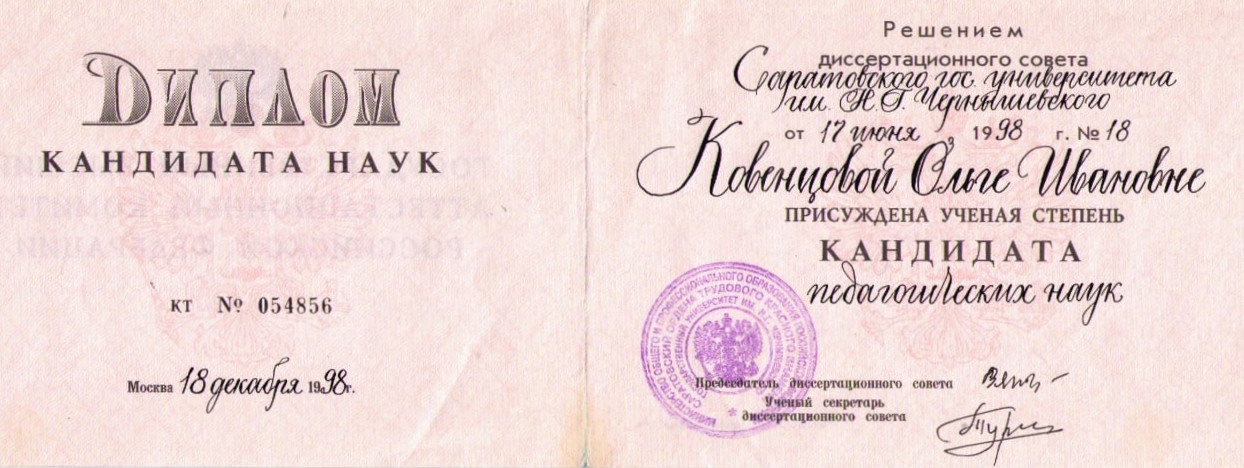 ДИПЛОМ
КАНДИДАТА НАУК
КТ № 054856
Москва 18 декабря 1998г.
Решением
диссертационного совета
Саратовского гос. университета
им. Н.Г. Чернышевского
от 17 июня 1998 г. № 18
Ковенцовой Ольге Ивановне
ПРИСУЖДЕНА УЧЕНАЯ СТЕПЕНЬ
КАНДИДАТА
педагогических наук
Председатель диссертационного совета
Ученый секретарь
диссертационного совета